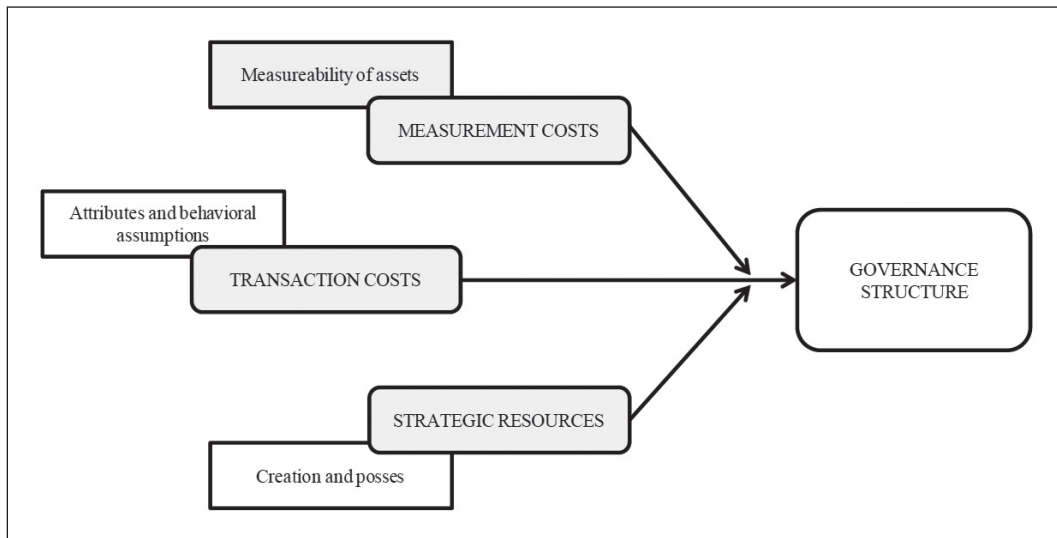 Measureability of assets
MEASUREMENT COSTS
Attributes and behavioral
assumptions
TRANSACTION COSTS
GOVERNANCE
STRUCTURE
STRATEGIC RESOURCES
Creation and posses